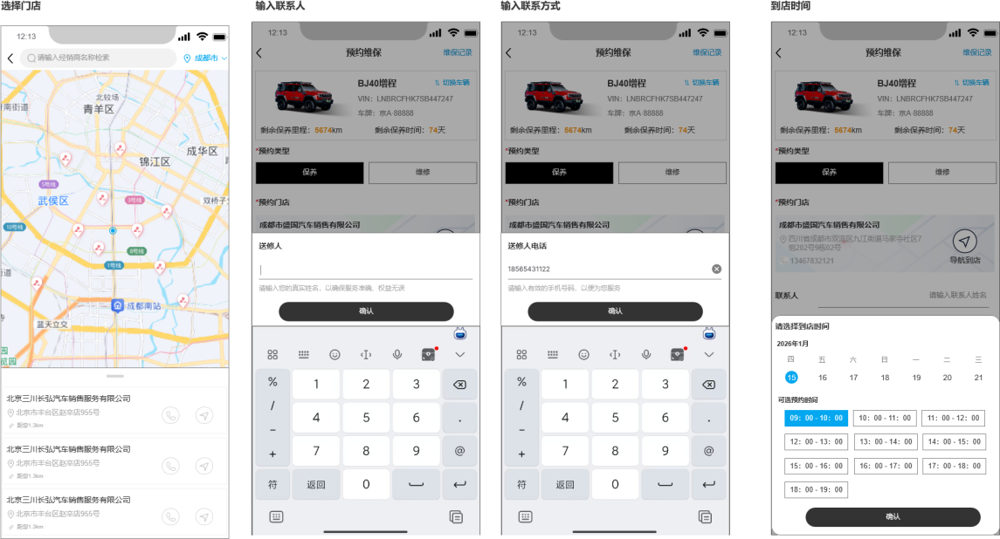 选择门店
12:13
请输入经销商名称检索
成都市
南街道
北较场
青羊区
成华区
锦江区
5号线
武侯区
3号线
双桥子
10号线
8号线
1号线
道
成都南站
蓝天立交
园
览园
北京三川长弘汽车销售服务有限公司
北京市丰台区赵辛店955号
距您1.3km
北京三川长弘汽车销售服务有限公司
北京市丰台区赵辛店955号
距您1.3km
北京三川长弘汽车销售服务有限公司
北京市丰台区赵辛店955号
距您1.3km
输入联系人
12:13
预约维保
维保记录
BJ40增程
切换车辆
VIN: LNBRCFHK7SB447247
车牌: 京A·88888
剩余保养里程: 5674km
剩余保养时间: 74天
*预约类型
保养
维修
*预约门店
成都市盛国汽车销售有限公司
送修人
请输入您的真实姓名，以确保服务准确、权益无误
确认
% 1 2 3
/ 4 5 6 .
- 7 8 9 @
+
符 返回 0
输入联系方式
12:13
预约维保
维保记录
BJ40增程
切换车辆
VIN: LNBRCFHK7SB447247
车牌: 京A·88888
剩余保养里程: 5674km
剩余保养时间: 74天
*预约类型
保养
维修
*预约门店
成都市盛国汽车销售有限公司
送修人电话
18565431122
请输入有效的手机号码，以便为您服务
确认
% 1 2 3
/ 4 5 6 .
- 7 8 9 @
+
符 返回 0
到店时间
12:13
预约维保
维保记录
BJ40增程
切换车辆
VIN: LNBRCFHK7SB447247
车牌: 京A·88888
剩余保养里程: 5674km
剩余保养时间: 74天
*预约类型
保养
维修
*预约门店
成都市盛国汽车销售有限公司
四川省成都市双流区九江街道马家寺社区7
组202号9栋02号
13467832121
导航到店
联系人
请输入联系人姓名
请选择到店时间
2026年1月
四 五 六 日 一 二 三
15 16 17 18 19 20 21
可选预约时间
09: 00 - 10: 00 10: 00 - 11: 00 11: 00 - 12: 00
12: 00 - 13: 00 13: 00 - 14: 00 14: 00 - 15: 00
15: 00 - 16: 00 16: 00 - 17: 00 17: 00 - 18: 00
18: 00 - 19: 00
确认